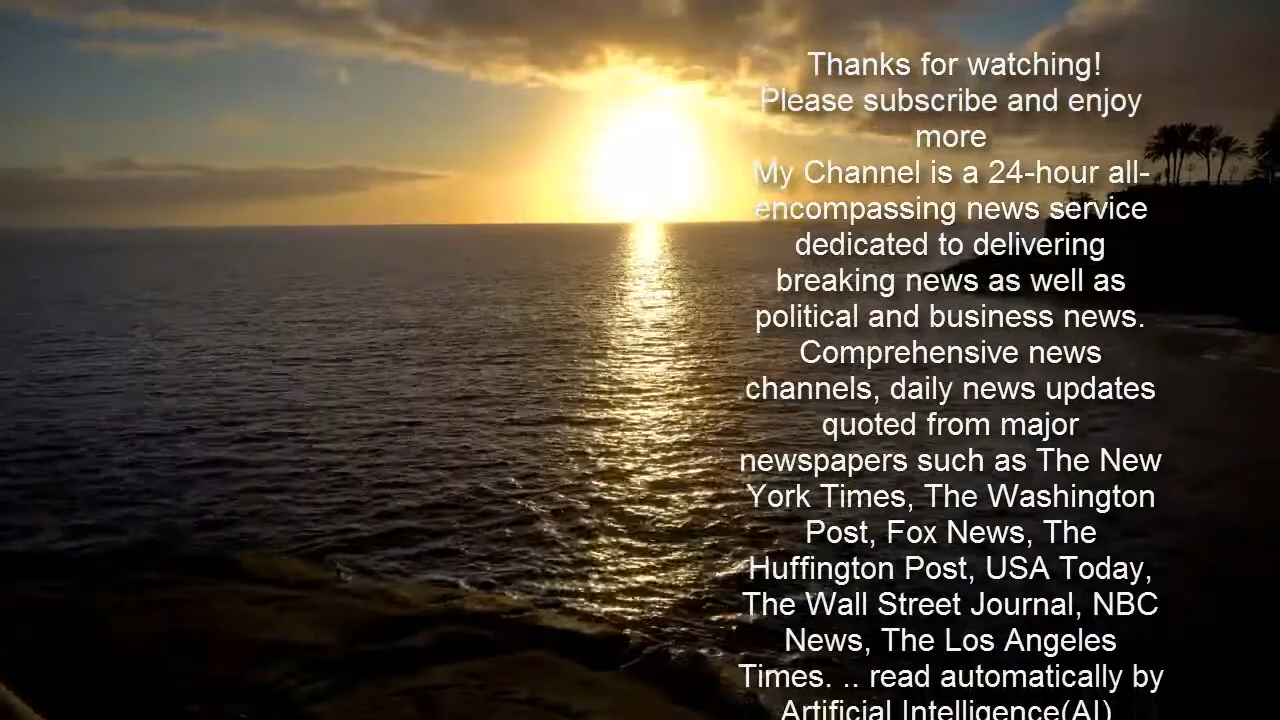 Thanks for watching!
Please subscribe and enjoy
more
My Channel is a 24-hour all-
encompassing news service
dedicated to delivering
breaking news as well as
political and business news.
Comprehensive news
channels, daily news updates
quoted from major
newspapers such as The New
York Times, The Washington
Post, Fox News, The
Huffington Post, USA Today,
The Wall Street Journal, NBC
News, The Los Angeles
Times. .. read automatically by
Artificial Intelligence(AI)